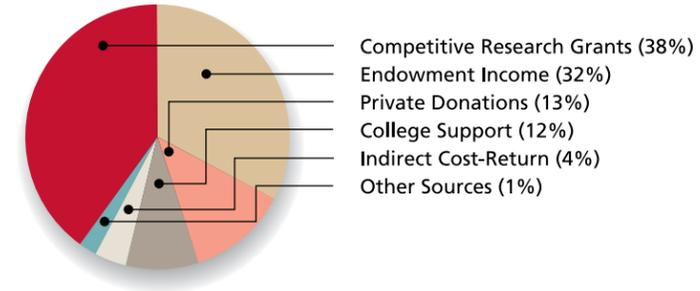 Competitive Research Grants (38%)
Endowment Income (32%)
Private Donations (13%)
College Support (12%)
Indirect Cost-Return (4%)
Other Sources (1%)